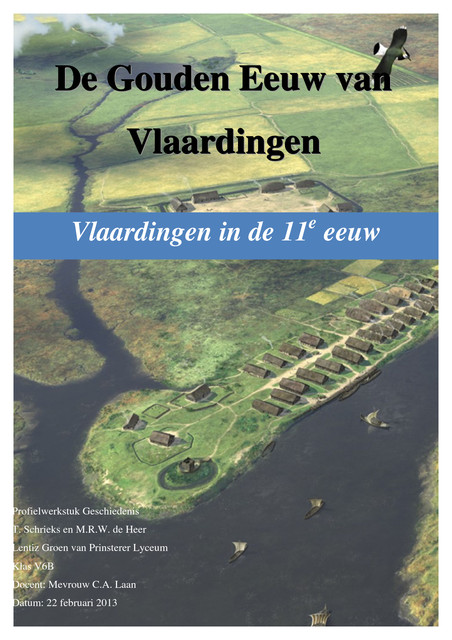 De Gouden Eeuw van
Vlaardingen
Vlaardingen in de 11e eeuw
Profielwerkstuk Geschiedenis
T. Schrieks en M.R.W. de Heer
Lentiz Groen van Prinsterer Lyceum
Klas V6B
Docent: Mevrouw C.A. Laan
Datum: 22 februari 2013